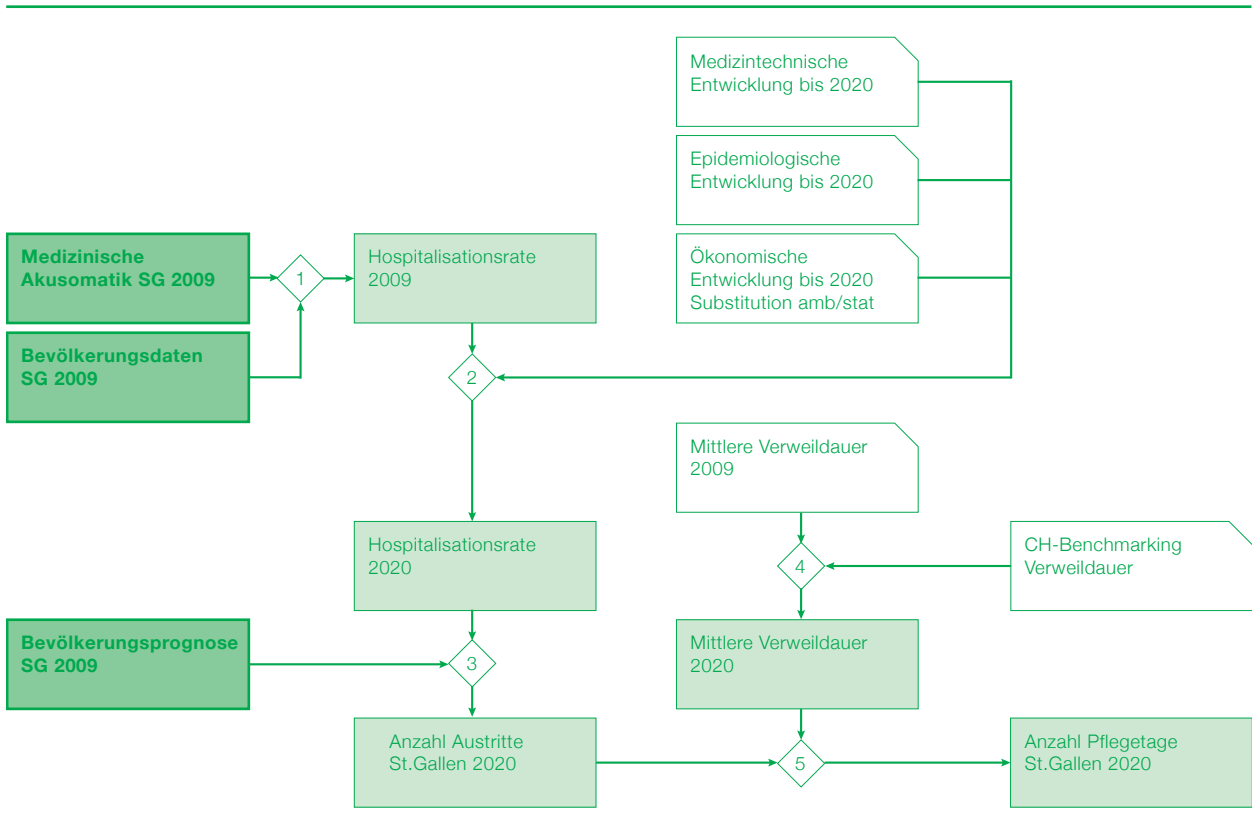 Medizintechnische
Entwicklung bis 2020
Epidemiologische
Entwicklung bis 2020
Medizinische
Akusomatik SG 2009
1
Hospitalisationsrate
2009
Ökonomische
Entwicklung bis 2020
Substitution amb/stat
Bevölkerungsdaten
SG 2009
2
Mittlere Verweildauer
2009
Hospitalisationsrate
2020
4
CH-Benchmarking
Verweildauer
Bevölkerungsprognose
SG 2009
3
Mittlere Verweildauer
2020
Anzahl Austritte
St.Gallen 2020
5
Anzahl Pflegetage
St.Gallen 2020